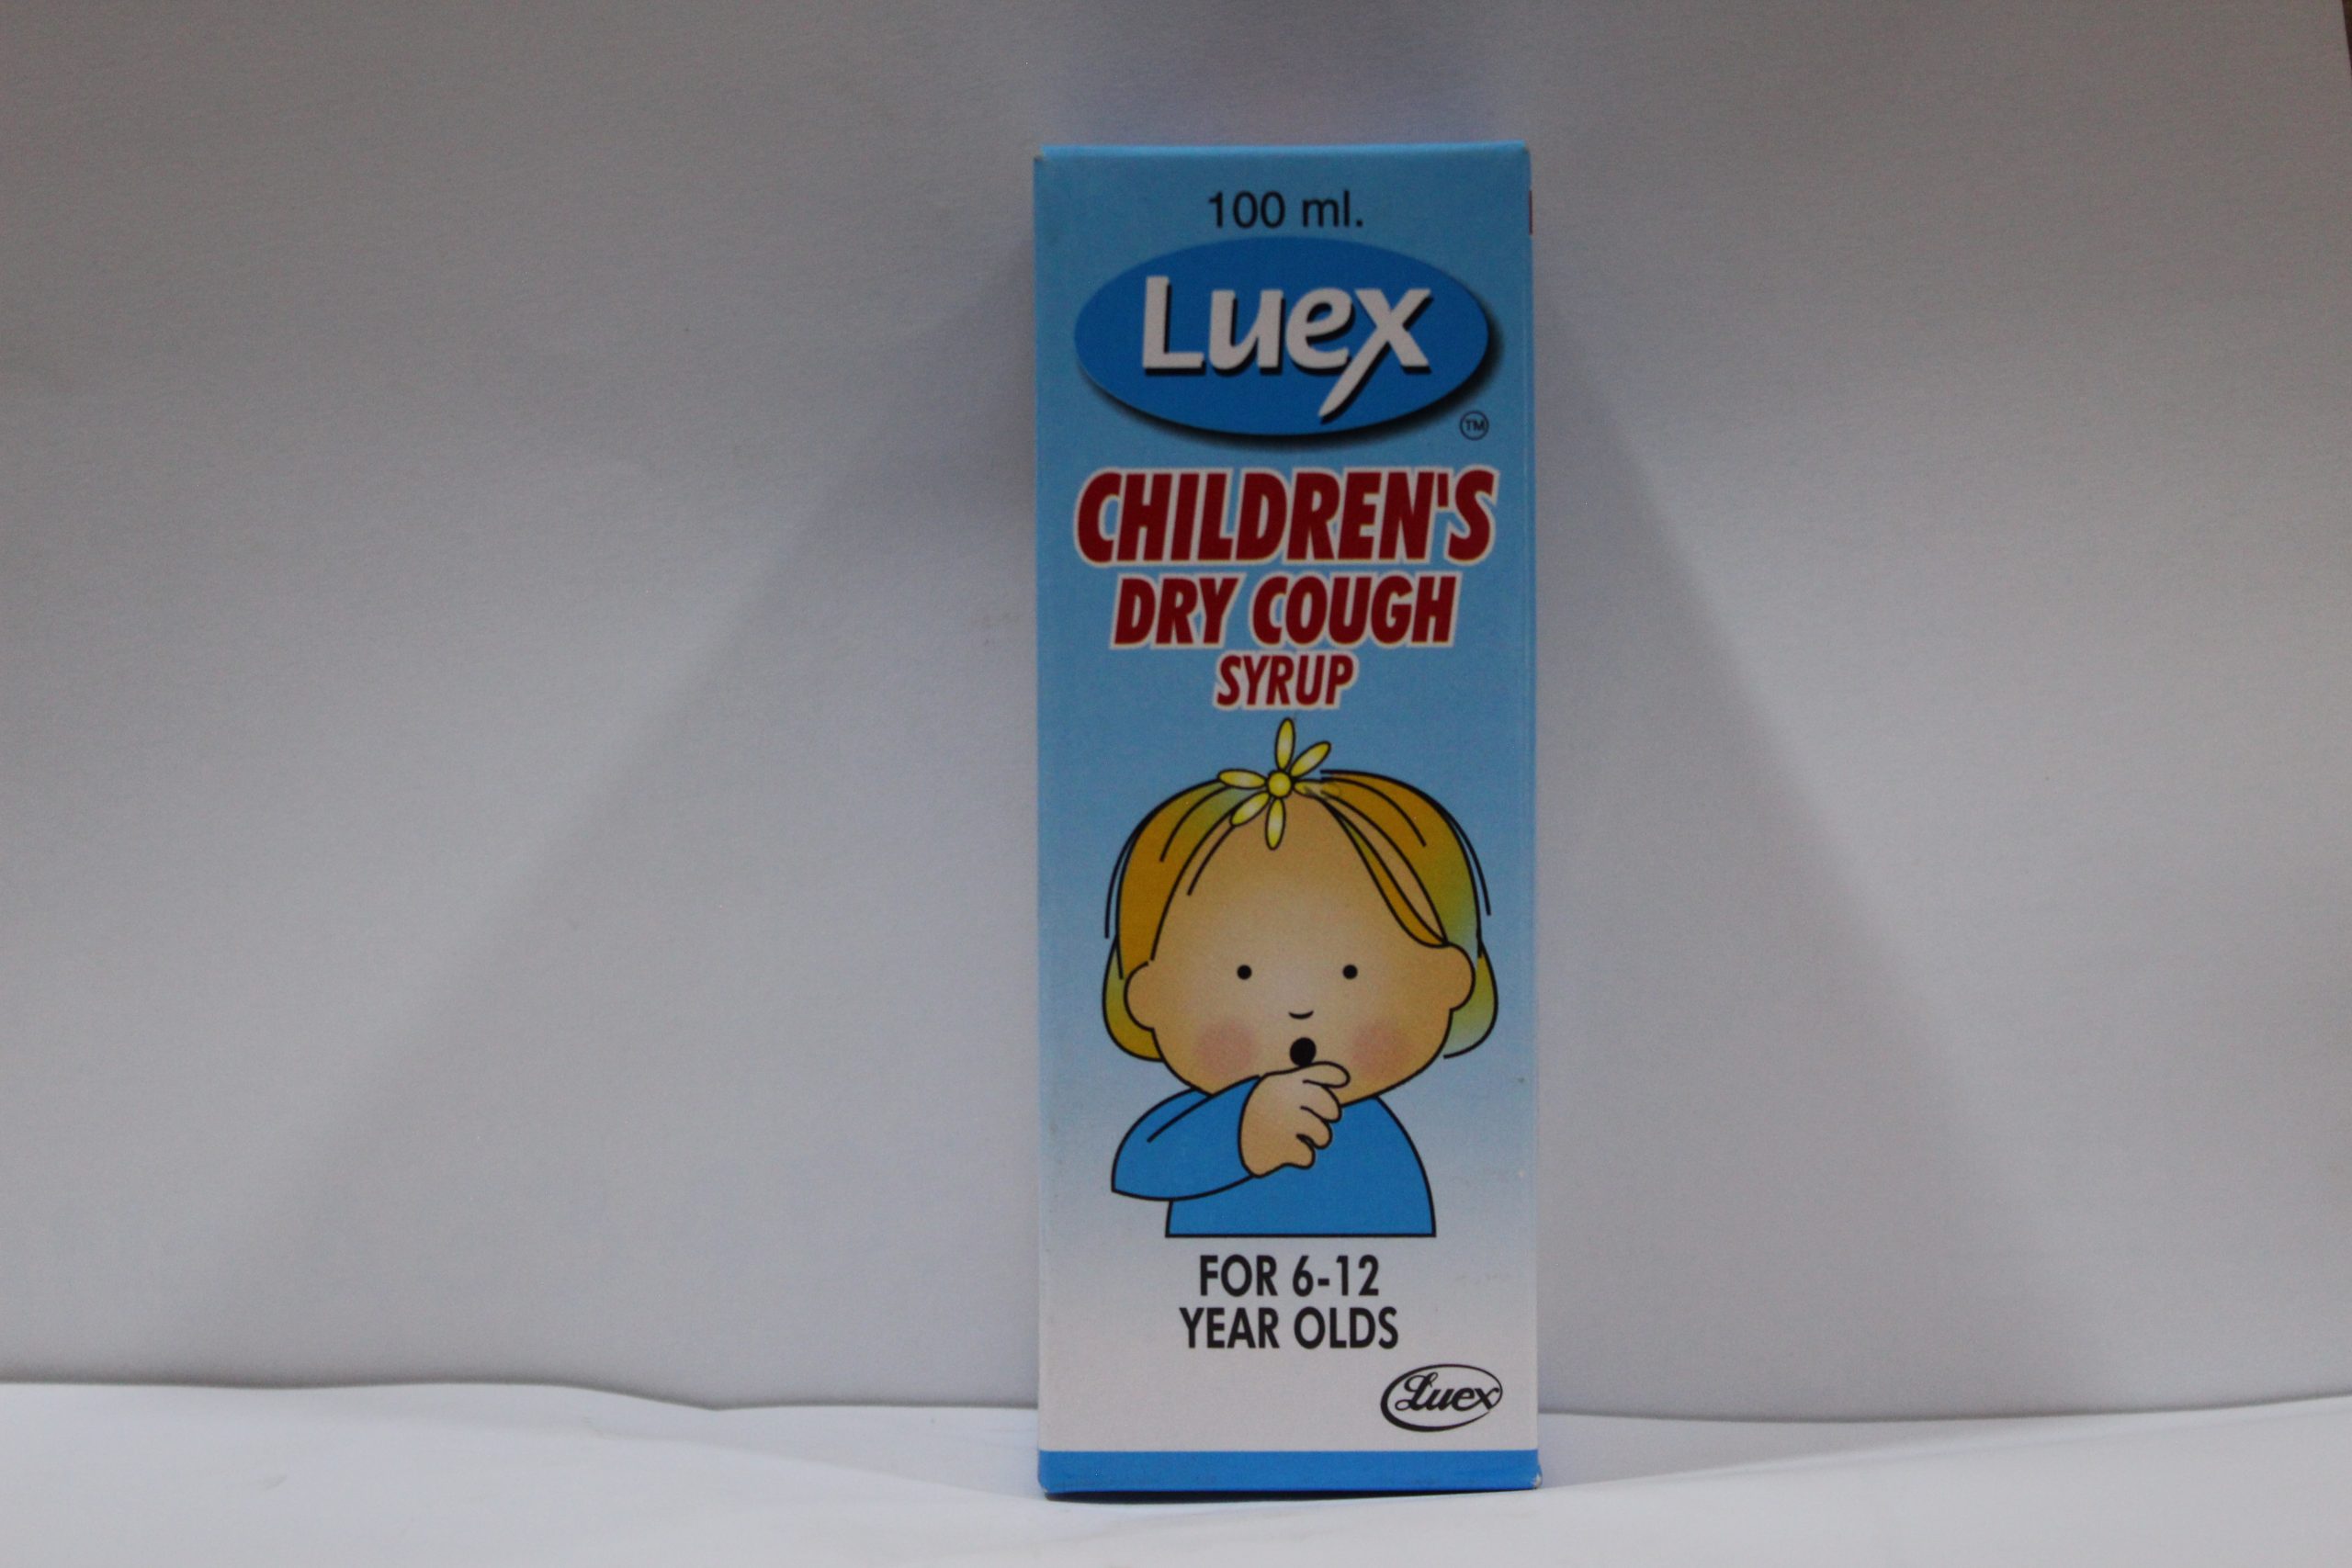 100 ml.
Luex
TM
CHILDREN'S
DRY COUGH
SYRUP
FOR 6-12
YEAR OLDS
Luex